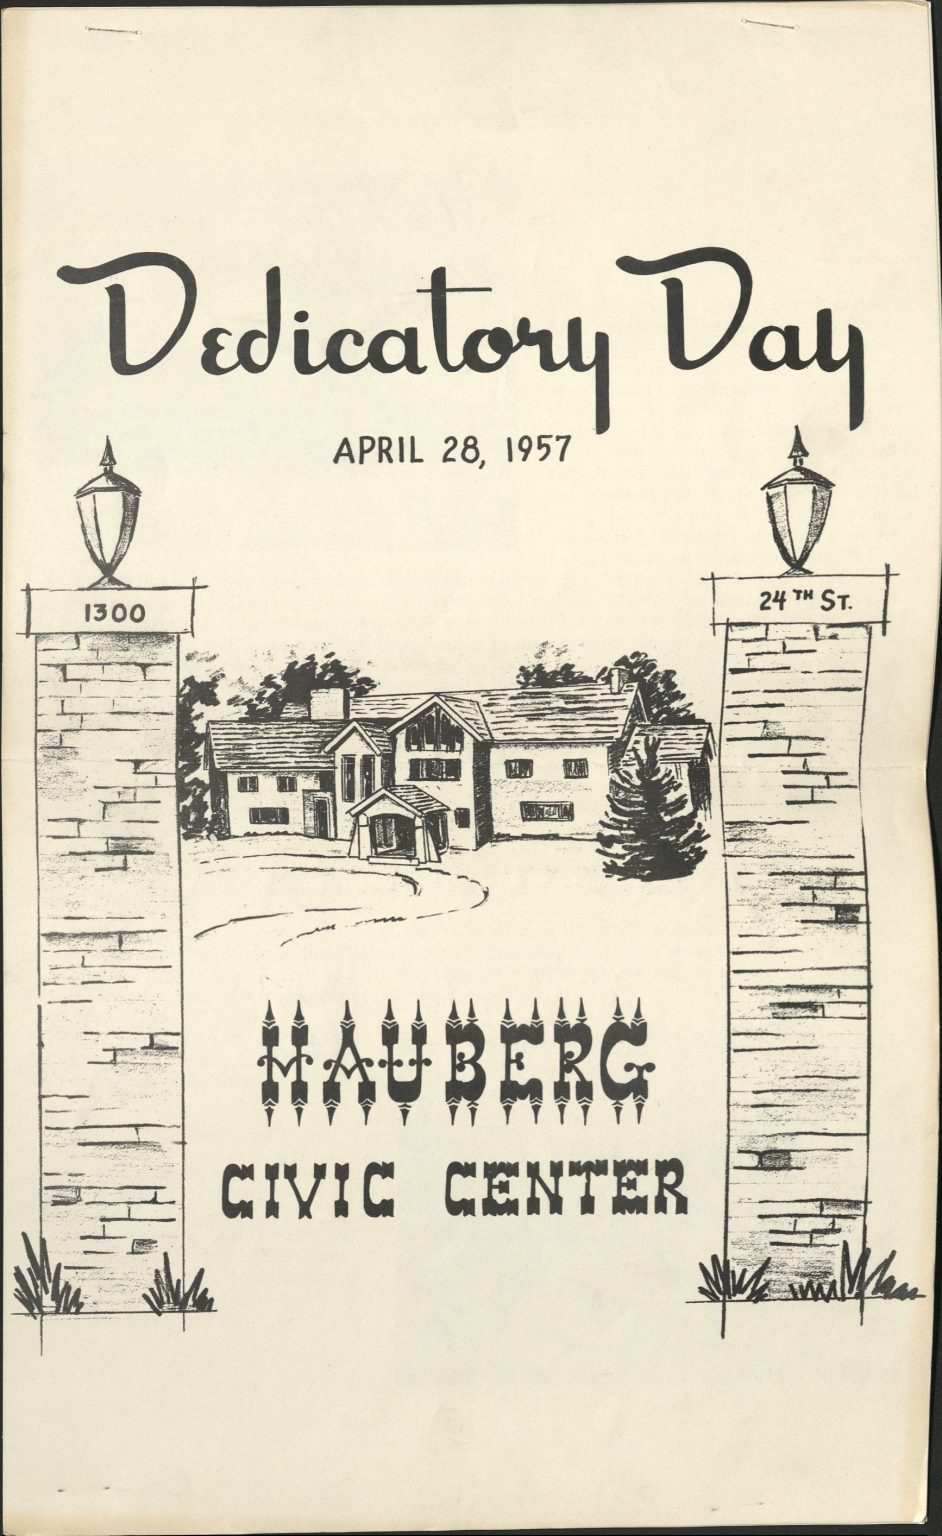 Dedicatory Day
APRIL 28, 1957
1300
24TH ST.
HAUBERG
CIVIC CENTER